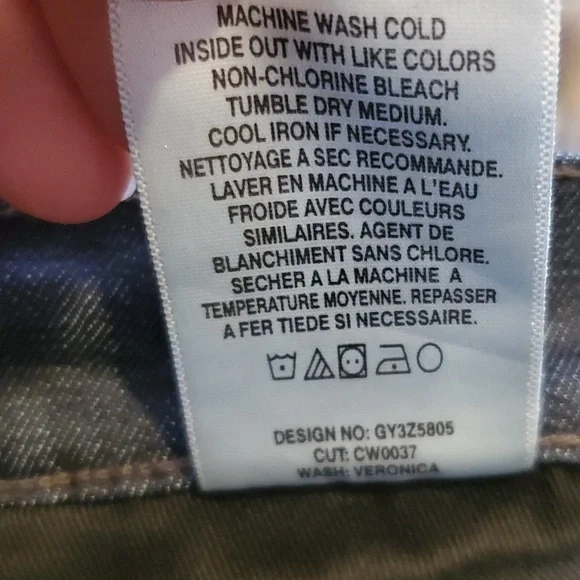 MACHINE WASH COLD
INSIDE OUT WITH LIKE COLORS
NON-CHLORINE BLEACH
TUMBLE DRY MEDIUM.
COOL IRON IF NECESSARY.
NETTOYAGE A SEC RECOMMANDE.
LAVER EN MACHINE A L'EAU
FROIDE AVEC COULEURS
SIMILAIRES. AGENT DE
BLANCHIMENT SANS CHLORE.
SECHER A LA MACHINE A
TEMPERATURE MOYENNE. REPASSER
A FER TIEDE SI NECESSAIRE.
DESIGN NO: GY3Z5805
CUT: CW0037
WASH: VERONICA